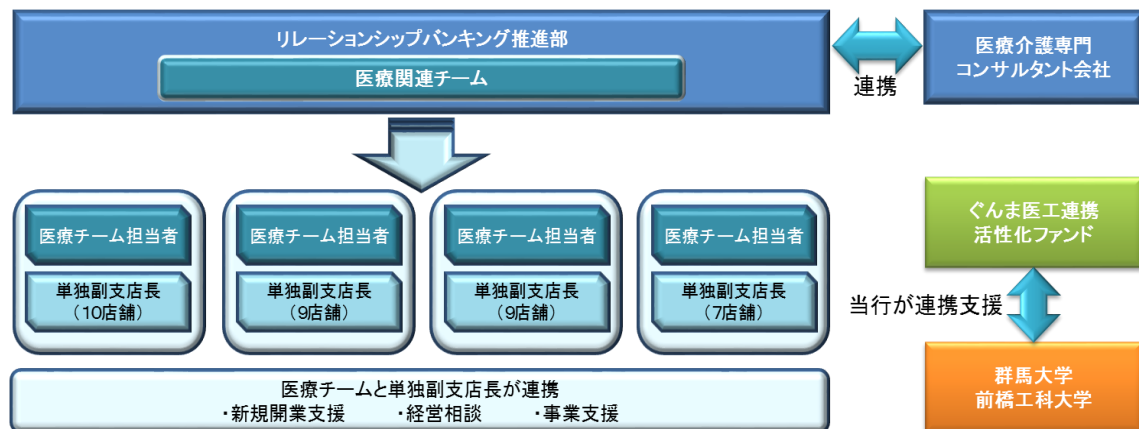 リレーションシップバンキング推進部
医療関連チーム
連携
医療介護専門
コンサルタント会社
医療チーム担当者
単独副支店長
（10店舗）
医療チーム担当者
単独副支店長
（9店舗）
医療チーム担当者
単独副支店長
（9店舗）
医療チーム担当者
単独副支店長
（7店舗）
医療チームと単独副支店長が連携
・新規開業支援　・経営相談　・事業支援
ぐんま医工連携
活性化ファンド
当行が連携支援
群馬大学
前橋工科大学